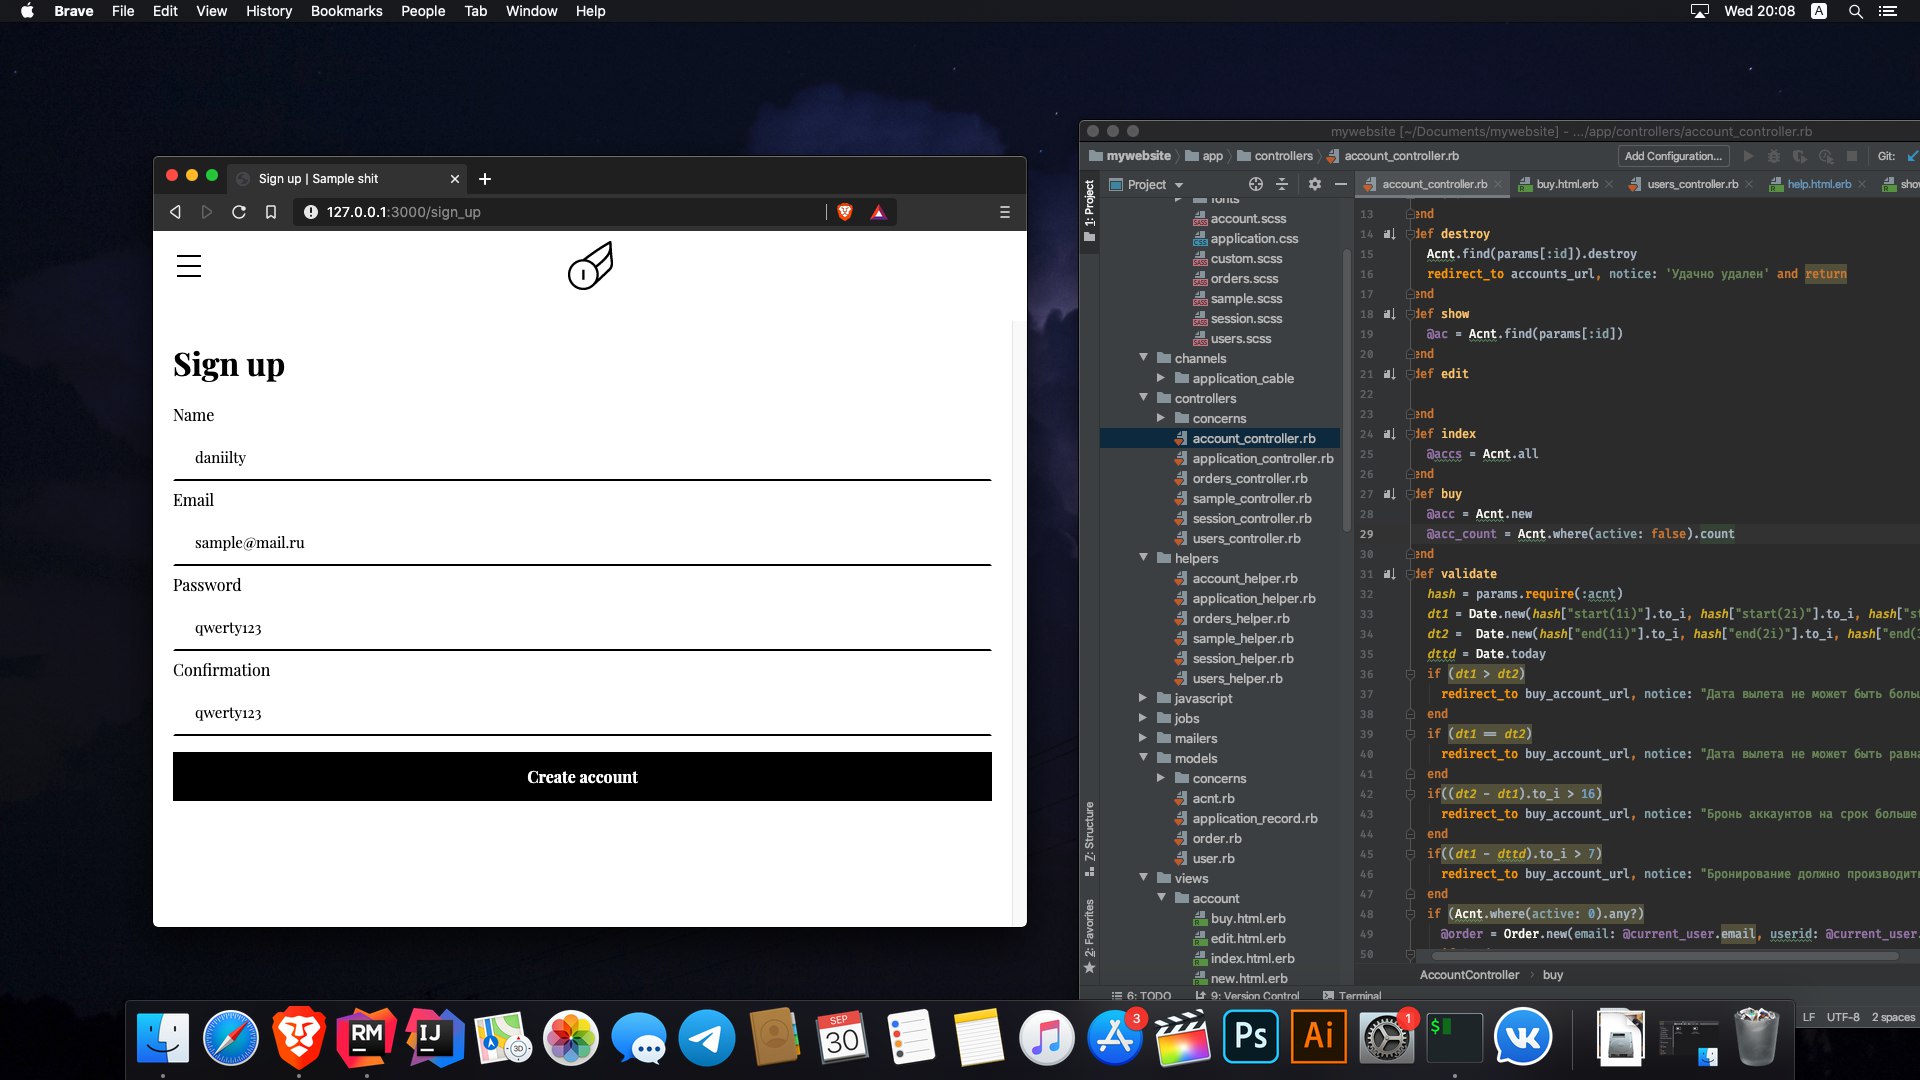 Brave File Edit View History Bookmarks People Tab Window Help
Wed 20:08 A
Sign up | Sample shit
127.0.0.1:3000/sign_up
Sign up
Name
daniilty
Email
sample@mail.ru
Password
qwerty123
Confirmation
qwerty123
Create account
mywebsite [~/Documents/mywebsite] - .../app/controllers/account_controller.rb
mywebsite app controllers account_controller.rb
Add Configuration...
Git:
1: Project
Project
Z: Structure
2: Favorites
fonts
account.scss
application.css
custom.scss
orders.scss
sample.scss
session.scss
users.scss
channels
application_cable
controllers
concerns
account_controller.rb
application_controller.rb
orders_controller.rb
sample_controller.rb
session_controller.rb
users_controller.rb
helpers
account_helper.rb
application_helper.rb
orders_helper.rb
sample_helper.rb
session_helper.rb
users_helper.rb
javascript
jobs
mailers
models
concerns
acnt.rb
application_record.rb
order.rb
user.rb
views
account
buy.html.erb
edit.html.erb
index.html.erb
new.html.erb
account_controller.rb buy.html.erb users_controller.rb help.html.erb sho
13 end
14 def destroy
15 Acnt.find(params[:id]).destroy
16 redirect_to accounts_url, notice: 'Удачно удален' and return
17 end
18 def show
19 @ac = Acnt.find(params[:id])
20 end
21 def edit
22
23 end
24 def index
25 @accs = Acnt.all
26 end
27 def buy
28 @acc = Acnt.new
29 @acc_count = Acnt.where(active: false).count
30 end
31 def validate
32 hash = params.require(:acnt)
33 dt1 = Date.new(hash["start(1i)"].to_i, hash["start(2i)"].to_i, hash["st
34 dt2 = Date.new(hash["end(1i)"].to_i, hash["end(2i)"].to_i, hash["end(3
35 dttd = Date.today
36 if (dt1 > dt2)
37 redirect_to buy_account_url, notice: "Дата вылета не может быть боль
38 end
39 if (dt1 == dt2)
40 redirect_to buy_account_url, notice: "Дата вылета не может быть равна
41 end
42 if((dt2 - dt1).to_i > 16)
43 redirect_to buy_account_url, notice: "Бронь аккаунтов на срок больше
44 end
45 if((dt1 - dttd).to_i > 7)
46 redirect_to buy_account_url, notice: "Бронирование должно производить
47 end
48 if (Acnt.where(active: 0).any?)
49 @order = Order.new(email: @current_user.email, userid: @current_user.
50
AccountController buy
6: TODO 9: Version Control Terminal
LF UTF-8 2 spaces
RM
IJ
3D
SEP
30
3
Ps
Ai
1
$